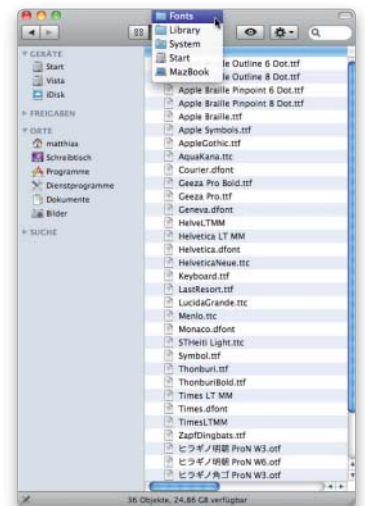 Fonts
Library
System
Start
MazBook
GERÄTE
Start
Vista
iDisk
FREIGABEN
ORTE
matthias
Schreibtisch
Programme
Dienstprogramme
Dokumente
Bilder
SUCHE
le Outline 6 Dot.ttf
le Outline 8 Dot.ttf
Apple Braille Pinpoint 6 Dot.ttf
Apple Braille Pinpoint 8 Dot.ttf
Apple Braille.ttf
Apple Symbols.ttf
AppleGothic.ttf
AquaKana.ttc
Courier.dfont
Geeza Pro Bold.ttf
Geeza Pro.ttf
Geneva.dfont
HelveLTMM
Helvetica LT MM
Helvetica.dfont
HelveticaNeue.ttc
Keyboard.ttf
LastResort.ttf
LucidaGrande.ttc
Menlo.ttc
Monaco.dfont
STHeiti Light.ttc
Symbol.ttf
Thonburi.ttf
ThonburiBold.ttf
Times LT MM
Times.dfont
TimesLTMM
ZapfDingbats.ttf
ヒラギノ明朝 ProN W3.otf
ヒラギノ明朝 ProN W6.otf
ヒラギノ角ゴ ProN W3.otf
36 Objekte, 24,86 GB verfügbar